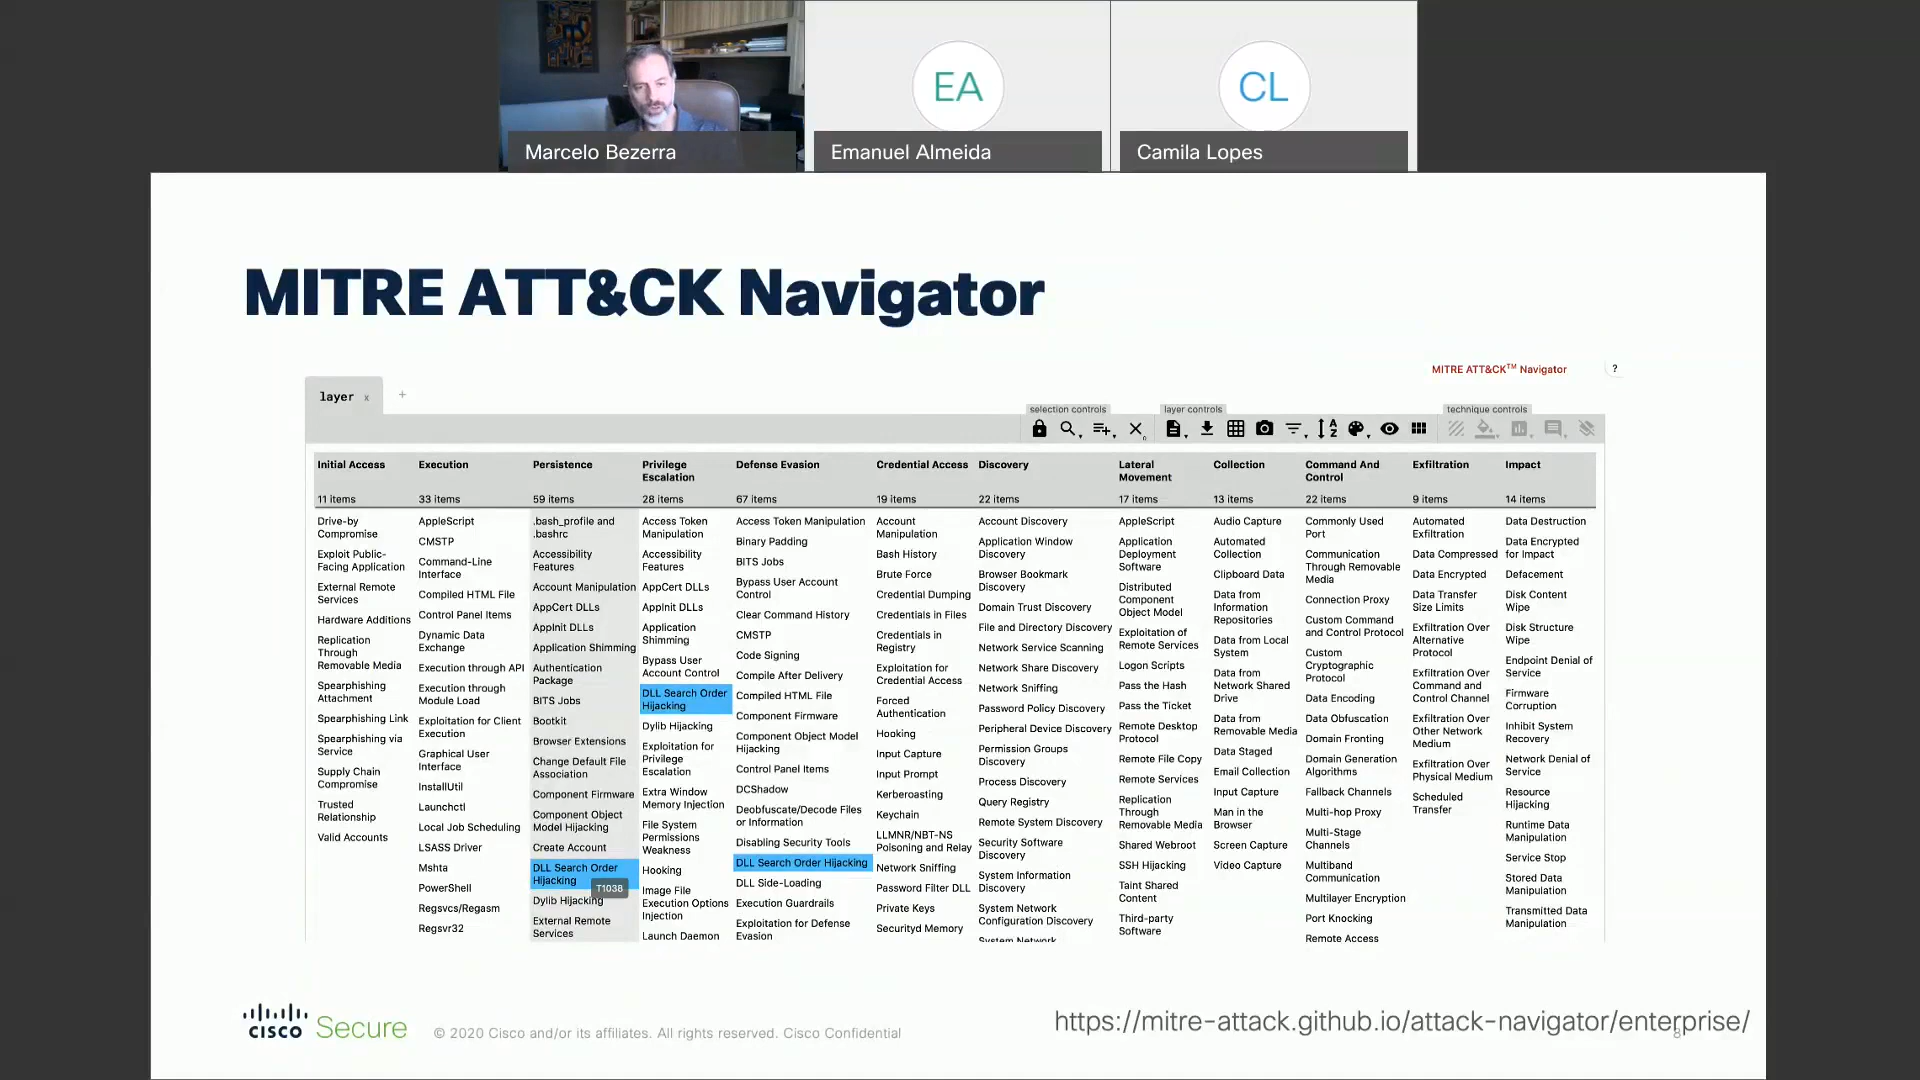 EA
CL
Marcelo Bezerra
Emanuel Almeida
Camila Lopes
MITRE ATT&CK Navigator
MITRE ATT&CK™ Navigator
?
layer x
+
selection controls
layer controls
technique controls
Initial Access
11 items
Drive-by
Compromise
Exploit Public-
Facing Application
External Remote
Services
Hardware Additions
Replication
Through
Removable Media
Spearphishing
Attachment
Spearphishing Link
Spearphishing via
Service
Supply Chain
Compromise
Trusted
Relationship
Valid Accounts
Execution
33 items
AppleScript
CMSTP
Command-Line
Interface
Compiled HTML File
Control Panel Items
Dynamic Data
Exchange
Execution through API
Execution through
Module Load
Exploitation for Client
Execution
Graphical User
Interface
InstallUtil
Launchctl
Local Job Scheduling
LSASS Driver
Mshta
PowerShell
Regsvcs/Regasm
Regsvr32
Persistence
59 items
.bash_profile and
.bashrc
Accessibility
Features
Account Manipulation
AppCert DLLs
AppInit DLLs
Application Shimming
Authentication
Package
BITS Jobs
Bootkit
Browser Extensions
Change Default File
Association
Component Firmware
Component Object
Model Hijacking
Create Account
DLL Search Order
Hijacking
T1038
Dylib Hijacking
External Remote
Services
Privilege
Escalation
28 items
Access Token
Manipulation
Accessibility
Features
AppCert DLLs
AppInit DLLs
Application
Shimming
Bypass User
Account Control
DLL Search Order
Hijacking
Dylib Hijacking
Exploitation for
Privilege
Escalation
Extra Window
Memory Injection
File System
Permissions
Weakness
Hooking
Image File
Execution Options
Injection
Launch Daemon
Defense Evasion
67 items
Access Token Manipulation
Binary Padding
BITS Jobs
Bypass User Account
Control
Clear Command History
CMSTP
Code Signing
Compile After Delivery
Compiled HTML File
Component Firmware
Component Object Model
Hijacking
Control Panel Items
DCShadow
Deobfuscate/Decode Files
or Information
Disabling Security Tools
DLL Search Order Hijacking
DLL Side-Loading
Execution Guardrails
Exploitation for Defense
Evasion
Credential Access
19 items
Account
Manipulation
Bash History
Brute Force
Credential Dumping
Credentials in Files
Credentials in
Registry
Exploitation for
Credential Access
Forced
Authentication
Hooking
Input Capture
Input Prompt
Kerberoasting
Keychain
LLMNR/NBT-NS
Poisoning and Relay
Network Sniffing
Password Filter DLL
Private Keys
Securityd Memory
Discovery
22 items
Account Discovery
Application Window
Discovery
Browser Bookmark
Discovery
Domain Trust Discovery
File and Directory Discovery
Network Service Scanning
Network Share Discovery
Network Sniffing
Password Policy Discovery
Peripheral Device Discovery
Permission Groups
Discovery
Process Discovery
Query Registry
Remote System Discovery
Security Software
Discovery
System Information
Discovery
System Network
Configuration Discovery
System Network
Lateral
Movement
17 items
AppleScript
Application
Deployment
Software
Distributed
Component
Object Model
Exploitation of
Remote Services
Logon Scripts
Pass the Hash
Pass the Ticket
Remote Desktop
Protocol
Remote File Copy
Remote Services
Replication
Through
Removable Media
Shared Webroot
SSH Hijacking
Taint Shared
Content
Third-party
Software
Collection
13 items
Audio Capture
Automated
Collection
Clipboard Data
Data from
Information
Repositories
Data from Local
System
Data from
Network Shared
Drive
Data from
Removable Media
Data Staged
Email Collection
Input Capture
Man in the
Browser
Screen Capture
Video Capture
Command And
Control
22 items
Commonly Used
Port
Communication
Through Removable
Media
Connection Proxy
Custom Command
and Control Protocol
Custom
Cryptographic
Protocol
Data Encoding
Data Obfuscation
Domain Fronting
Domain Generation
Algorithms
Fallback Channels
Multi-hop Proxy
Multi-Stage
Channels
Multiband
Communication
Multilayer Encryption
Port Knocking
Remote Access
Exfiltration
9 items
Automated
Exfiltration
Data Compressed
Data Encrypted
Data Transfer
Size Limits
Exfiltration Over
Alternative
Protocol
Exfiltration Over
Command and
Control Channel
Exfiltration Over
Other Network
Medium
Exfiltration Over
Physical Medium
Scheduled
Transfer
Impact
14 items
Data Destruction
Data Encrypted
for Impact
Defacement
Disk Content
Wipe
Disk Structure
Wipe
Endpoint Denial of
Service
Firmware
Corruption
Inhibit System
Recovery
Network Denial of
Service
Resource
Hijacking
Runtime Data
Manipulation
Service Stop
Stored Data
Manipulation
Transmitted Data
Manipulation
CISCO Secure
© 2020 Cisco and/or its affiliates. All rights reserved. Cisco Confidential
https://mitre-attack.github.io/attack-navigator/enterprise/
8